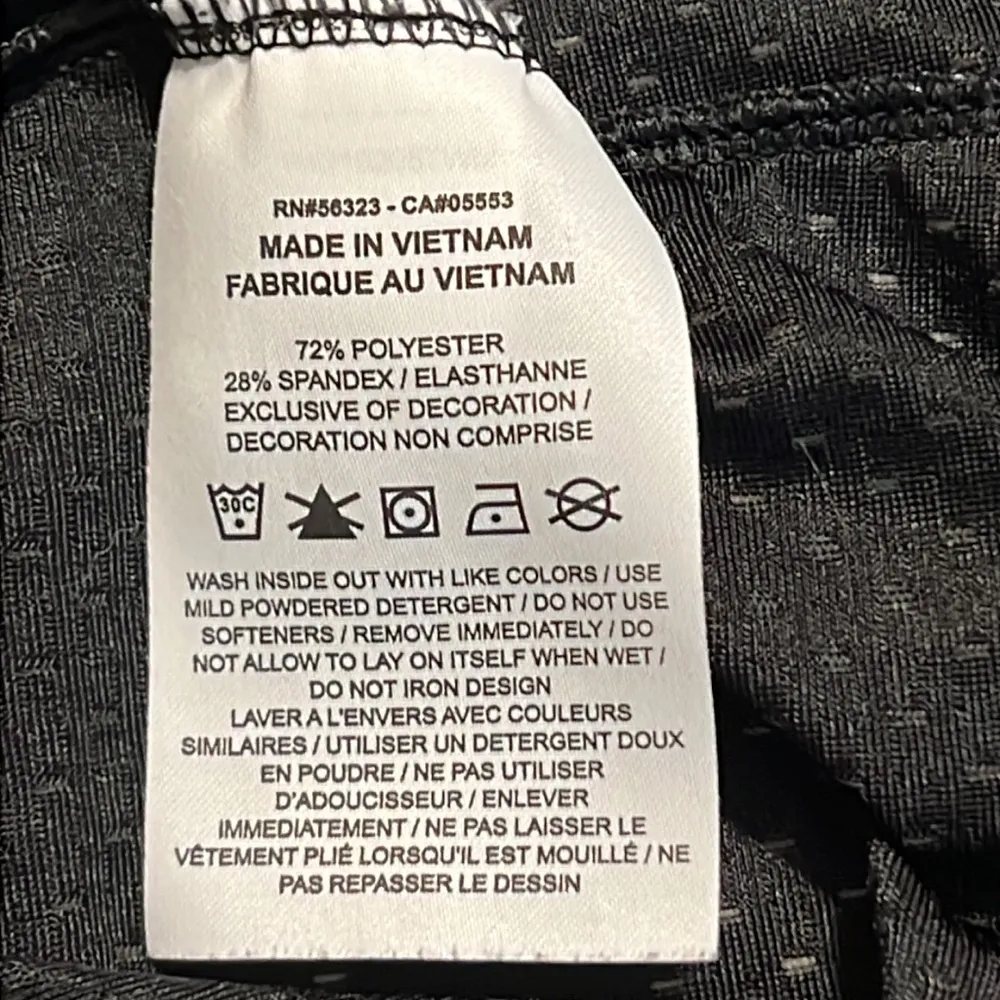 RN#56323 - CA#05553
MADE IN VIETNAM
FABRIQUE AU VIETNAM
72% POLYESTER
28% SPANDEX / ELASTHANNE
EXCLUSIVE OF DECORATION /
DECORATION NON COMPRISE
30C
WASH INSIDE OUT WITH LIKE COLORS / USE
MILD POWDERED DETERGENT / DO NOT USE
SOFTENERS / REMOVE IMMEDIATELY / DO
NOT ALLOW TO LAY ON ITSELF WHEN WET /
DO NOT IRON DESIGN
LAVER A L'ENVERS AVEC COULEURS
SIMILAIRES / UTILISER UN DETERGENT DOUX
EN POUDRE / NE PAS UTILISER
D'ADOUCISSEUR / ENLEVER
IMMEDIATEMENT / NE PAS LAISSER LE
VÊTEMENT PLIÉ LORSQU'IL EST MOUILLÉ / NE
PAS REPASSER LE DESSIN